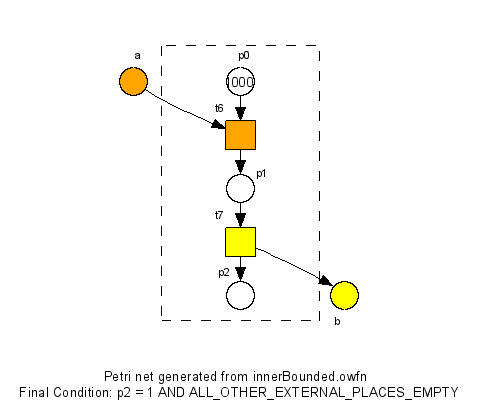 a
p0
1000
t6
p1
t7
p2
b
Petri net generated from innerBounded.owfn
Final Condition: p2 = 1 AND ALL_OTHER_EXTERNAL_PLACES_EMPTY